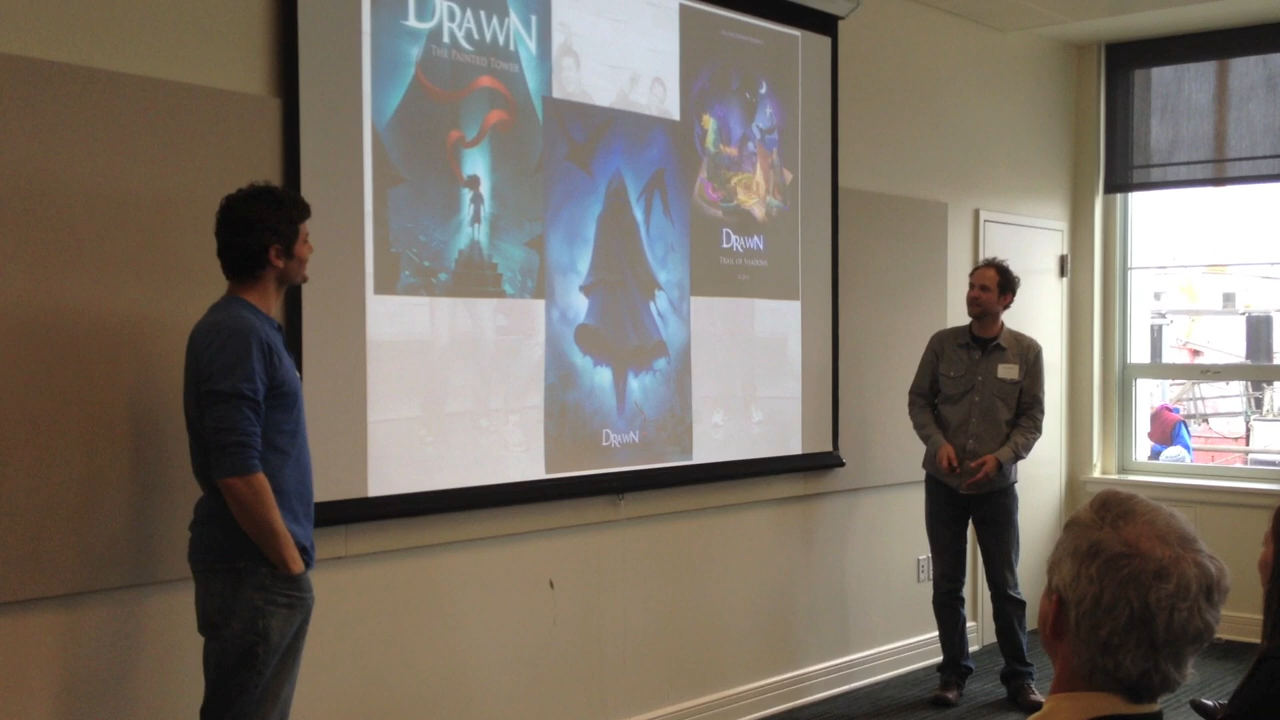 DRAWN
THE PAINTED TOWER
DRAWN
TRAIL OF SHADOWS
DRAWN